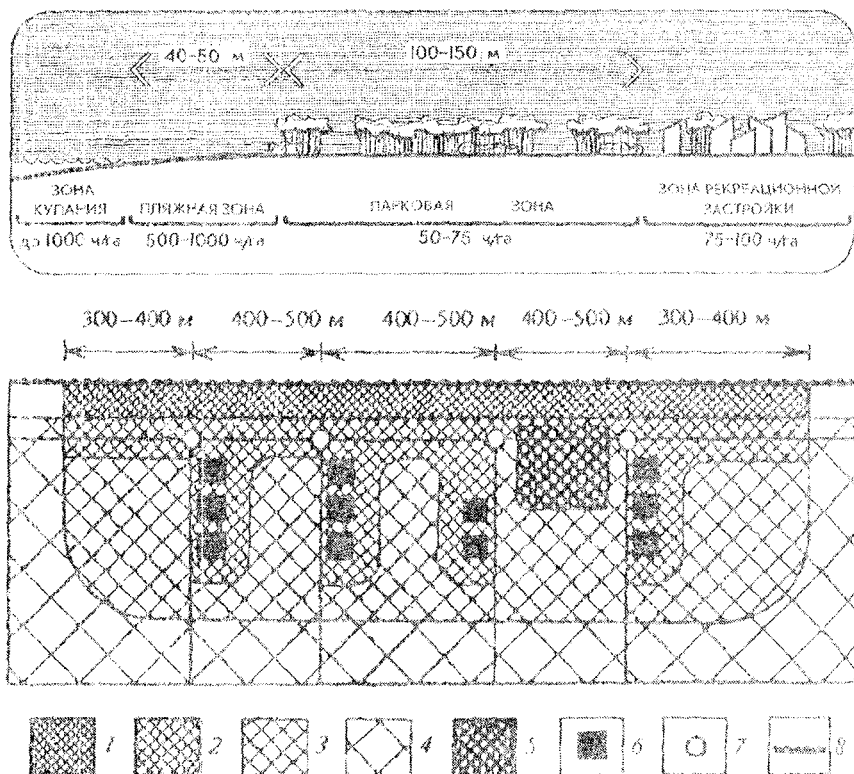 40-50 м 100-150 м
ЗОНА КУПАНИЯ ПЛЯЖНАЯ ЗОНА ПАРКОВАЯ ЗОНА ЗОНА РЕКРЕАЦИОННОЙ ЗАСТРОЙКИ
до 1000 ч/га 500-1000 ч/га 50-75 ч/га 75-100 ч/га
300-400 м 400-500 м 400-500 м 400-500 м 300-400 м
1 2 3 4 5 6 7 8